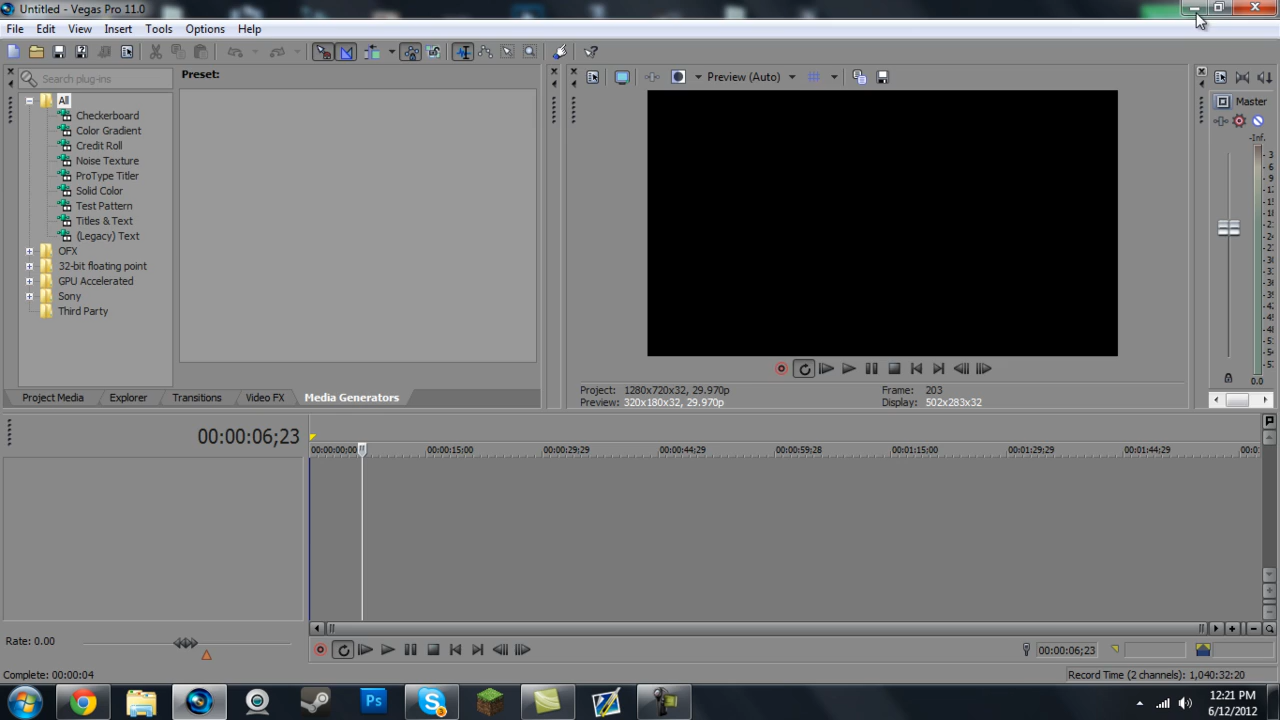 Untitled - Vegas Pro 11.0
File Edit View Insert Tools Options Help
Search plug-ins
Preset:
All
Checkerboard
Color Gradient
Credit Roll
Noise Texture
ProType Titler
Solid Color
Test Pattern
Titles & Text
(Legacy) Text
OFX
32-bit floating point
GPU Accelerated
Sony
Third Party
Project Media Explorer Transitions Video FX Media Generators
Preview (Auto)
Project: 1280x720x32, 29.970p Frame: 203
Preview: 320x180x32, 29.970p Display: 502x283x32
Master
-Inf.
0.0
00:00:06;23
00:00:00;00 00:00:15;00 00:00:29;29 00:00:44;29 00:00:59;28 00:01:15;00 00:01:29;29 00:01:44;29 00:0
Rate: 0.00
00:00:06;23
Complete: 00:00:04 Record Time (2 channels): 1,040:32:20
Ps
12:21 PM
6/12/2012